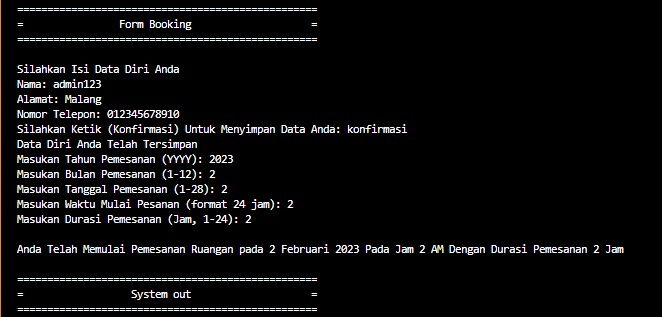 ==================================================
=                Form Booking                    =
==================================================
Silahkan Isi Data Diri Anda
Nama: admin123
Alamat: Malang
Nomor Telepon: 012345678910
Silahkan Ketik (Konfirmasi) Untuk Menyimpan Data Anda: konfirmasi
Data Diri Anda Telah Tersimpan
Masukan Tahun Pemesanan (YYYY): 2023
Masukan Bulan Pemesanan (1-12): 2
Masukan Tanggal Pemesanan (1-28): 2
Masukan Waktu Mulai Pesanan (format 24 jam): 2
Masukan Durasi Pemesanan (Jam, 1-24): 2
Anda Telah Memulai Pemesanan Ruangan pada 2 Februari 2023 Pada Jam 2 AM Dengan Durasi Pemesanan 2 Jam
==================================================
=                  System out                    =
==================================================